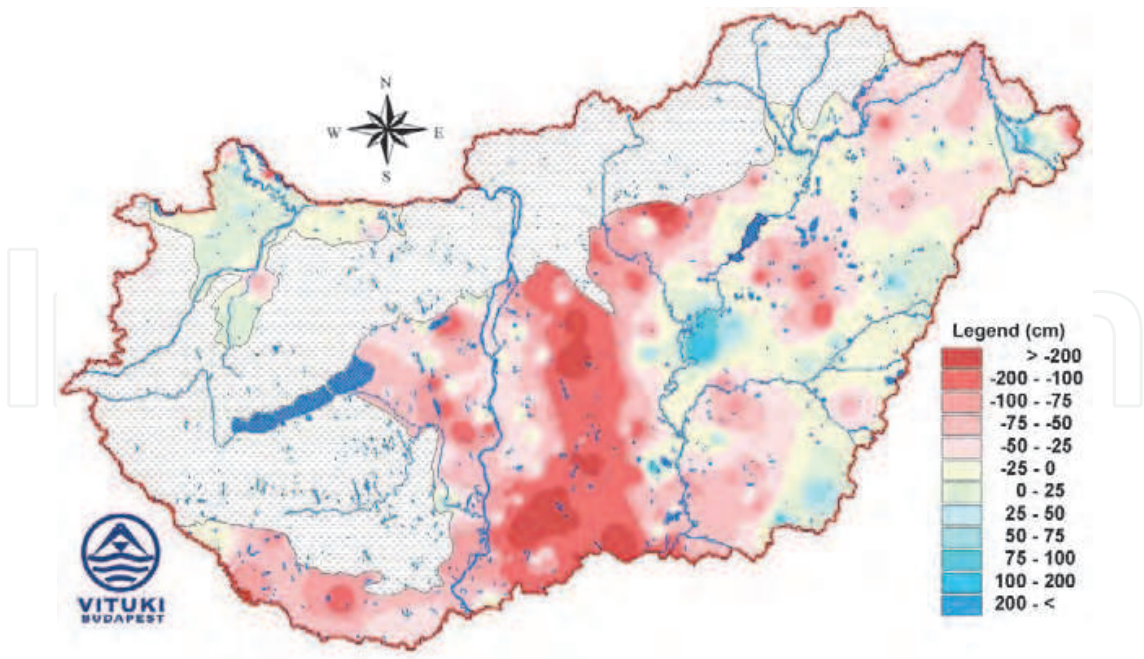 N
W E
S
Legend (cm)
> -200
-200 - -100
-100 - -75
-75 - -50
-50 - -25
-25 - 0
0 - 25
25 - 50
50 - 75
75 - 100
100 - 200
200 - <
VITUKI
BUDAPEST